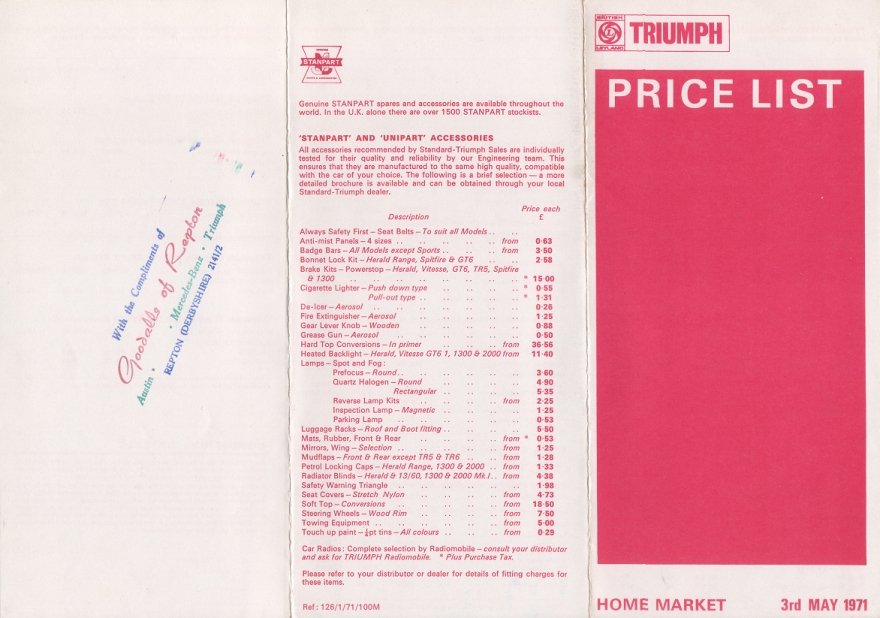 With the Compliments of
Goodalls of Repton
Austin • Mercedes-Benz • Triumph
REPTON (DERBYSHIRE) 2141/2
STANPART
Genuine STANPART spares and accessories are available throughout the
world. In the U.K. alone there are over 1500 STANPART stockists.
'STANPART' AND 'UNIPART' ACCESSORIES
All accessories recommended by Standard-Triumph Sales are individually
tested for their quality and reliability by our Engineering team. This
ensures that they are manufactured to the same high quality, compatible
with the car of your choice. The following is a brief selection — a more
detailed brochure is available and can be obtained through your local
Standard-Triumph dealer.
Price each
Description £
Always Safety First – Seat Belts – To suit all Models .. ..
Anti-mist Panels – 4 sizes .. .. .. .. .. from 0·63
Badge Bars – All Models except Sports .. .. .. from 3·50
Bonnet Lock Kit – Herald Range, Spitfire & GT6 .. .. 2·58
Brake Kits – Powerstop – Herald, Vitesse, GT6, TR5, Spitfire
& 1300 .. .. .. .. .. .. .. * 15·00
Cigarette Lighter – Push down type .. .. .. .. * 0·55
Pull-out type .. .. .. .. .. * 1·31
De-Icer – Aerosol .. .. .. .. .. .. 0·26
Fire Extinguisher – Aerosol .. .. .. .. .. 1·25
Gear Lever Knob – Wooden .. .. .. .. .. 0·88
Grease Gun – Aerosol .. .. .. .. .. .. 0·50
Hard Top Conversions – In primer .. .. .. from 36·56
Heated Backlight – Herald, Vitesse GT6 1, 1300 & 2000 from 11·40
Lamps – Spot and Fog:
Prefocus – Round .. .. .. .. .. 3·60
Quartz Halogen – Round .. .. .. .. 4·90
Rectangular .. .. .. .. 5·35
Reverse Lamp Kits .. .. .. .. from 2·25
Inspection Lamp – Magnetic .. .. .. .. 1·25
Parking Lamp .. .. .. .. .. 0·53
Luggage Racks – Roof and Boot fitting .. .. .. .. 5·50
Mats, Rubber, Front & Rear .. .. .. .. from * 0·53
Mirrors, Wing – Selection .. .. .. .. .. from 1·25
Mudflaps – Front & Rear except TR5 & TR6 .. .. from 1·28
Petrol Locking Caps – Herald Range, 1300 & 2000 .. from 1·33
Radiator Blinds – Herald & 13/60, 1300 & 2000 Mk.I .. from 4·38
Safety Warning Triangle .. .. .. .. .. 1·98
Seat Covers – Stretch Nylon .. .. .. .. from 4·73
Soft Top – Conversions .. .. .. .. .. from 18·50
Steering Wheels – Wood Rim .. .. .. .. from 7·50
Towing Equipment .. .. .. .. .. .. from 5·00
Touch up paint – ¼pt tins – All colours .. .. .. from 0·29
Car Radios: Complete selection by Radiomobile – consult your distributor
and ask for TRIUMPH Radiomobile. * Plus Purchase Tax.
Please refer to your distributor or dealer for details of fitting charges for
these items.
Ref: 126/1/71/100M
BRITISH
LEYLAND
TRIUMPH
PRICE LIST
HOME MARKET 3rd MAY 1971